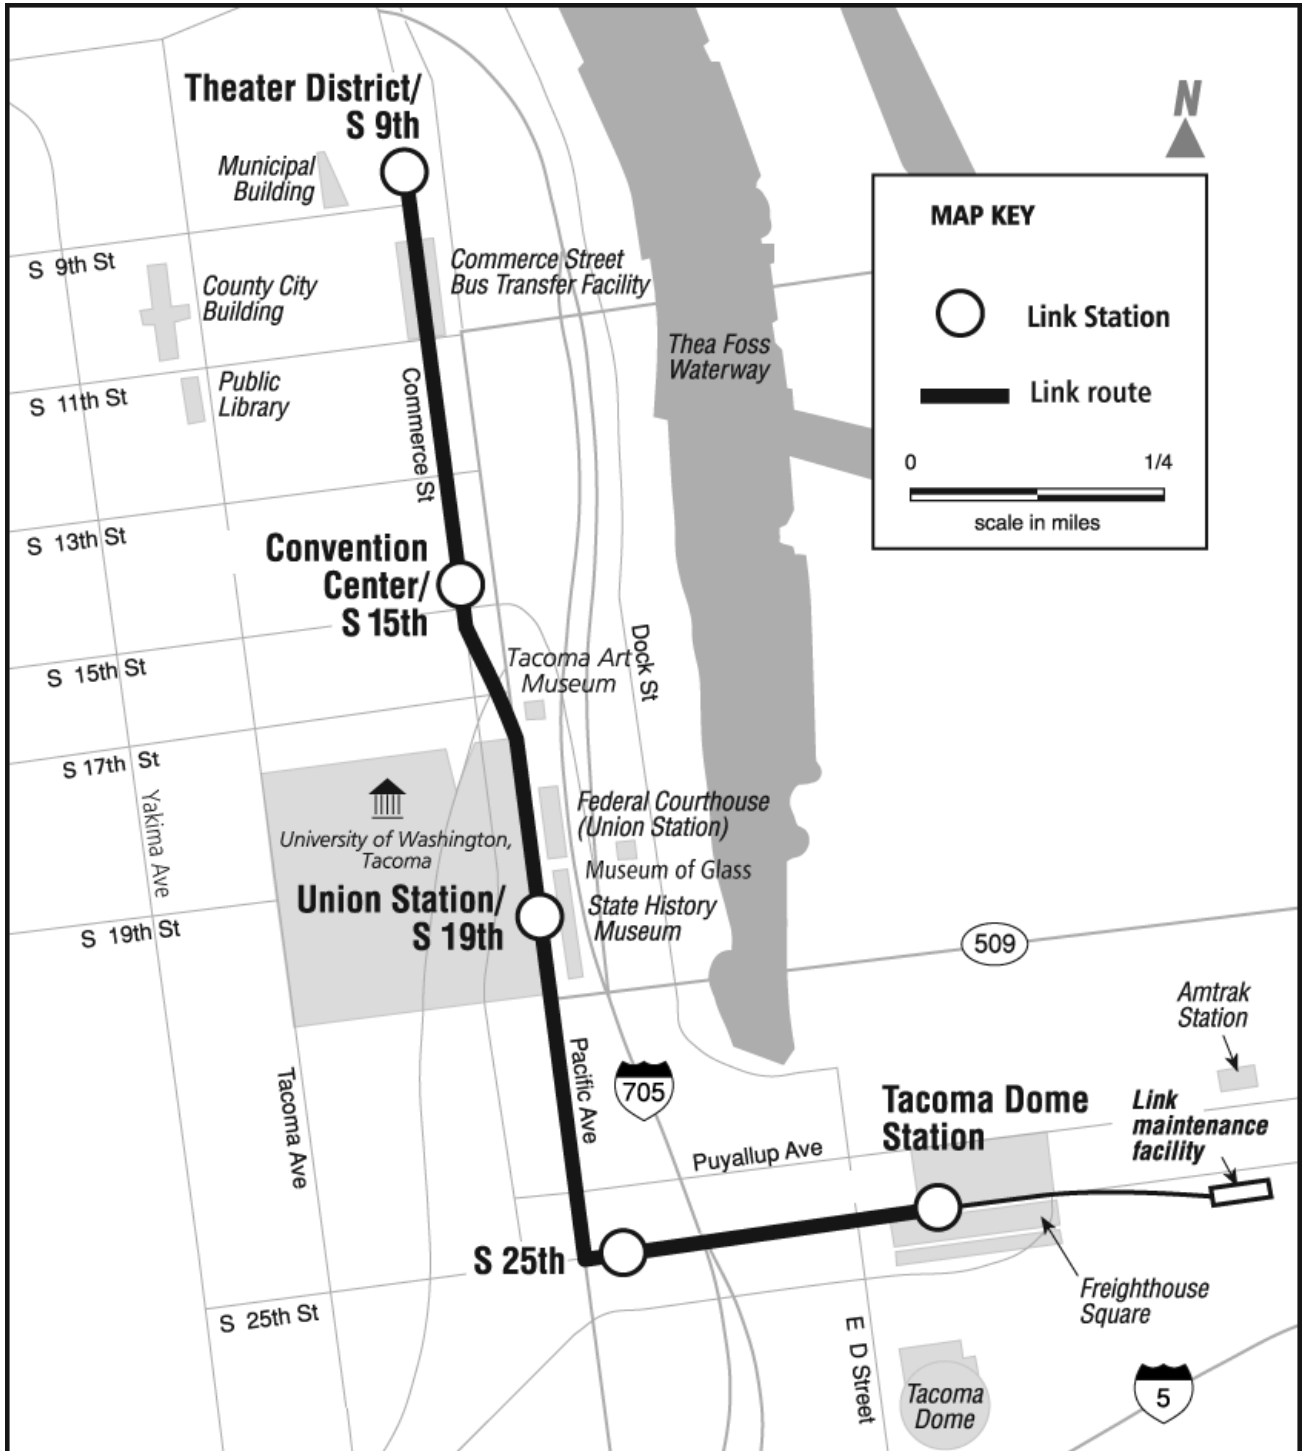 Theater District/
S 9th
N
Municipal
Building
MAP KEY
S 9th St
Commerce Street
Bus Transfer Facility
County City
Building
Link Station
Thea Foss
Waterway
Public
Library
S 11th St
Commerce St
Link route
0 1/4
scale in miles
S 13th St
Convention
Center/
S 15th
Dock St
Tacoma Art
Museum
S 15th St
S 17th St
Yakima Ave
University of Washington,
Tacoma
Federal Courthouse
(Union Station)
Museum of Glass
Union Station/
S 19th
State History
Museum
S 19th St
509
Amtrak
Station
Pacific Ave
705
Tacoma Ave
Tacoma Dome
Station
Link
maintenance
facility
Puyallup Ave
S 25th
Freighthouse
Square
S 25th St
E D Street
Tacoma
Dome
5